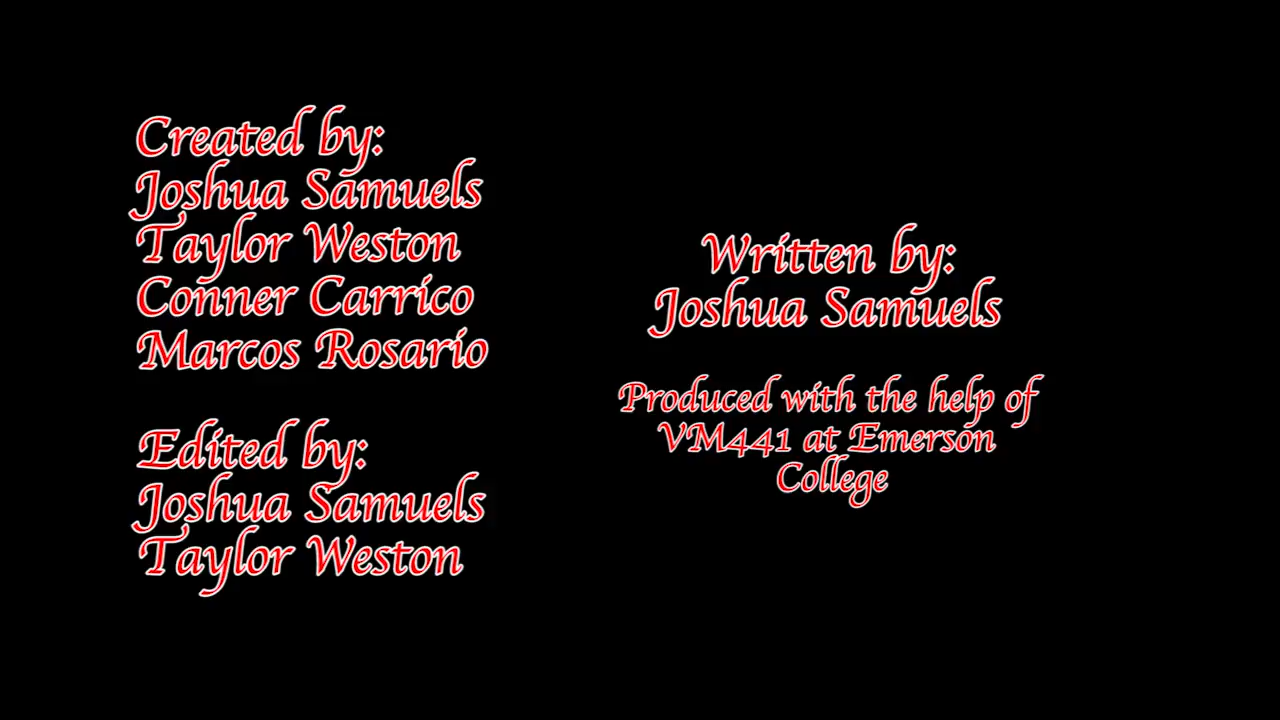 Created by:
Joshua Samuels
Taylor Weston
Conner Carrico
Marcos Rosario
Edited by:
Joshua Samuels
Taylor Weston
Written by:
Joshua Samuels
Produced with the help of
VM441 at Emerson
College